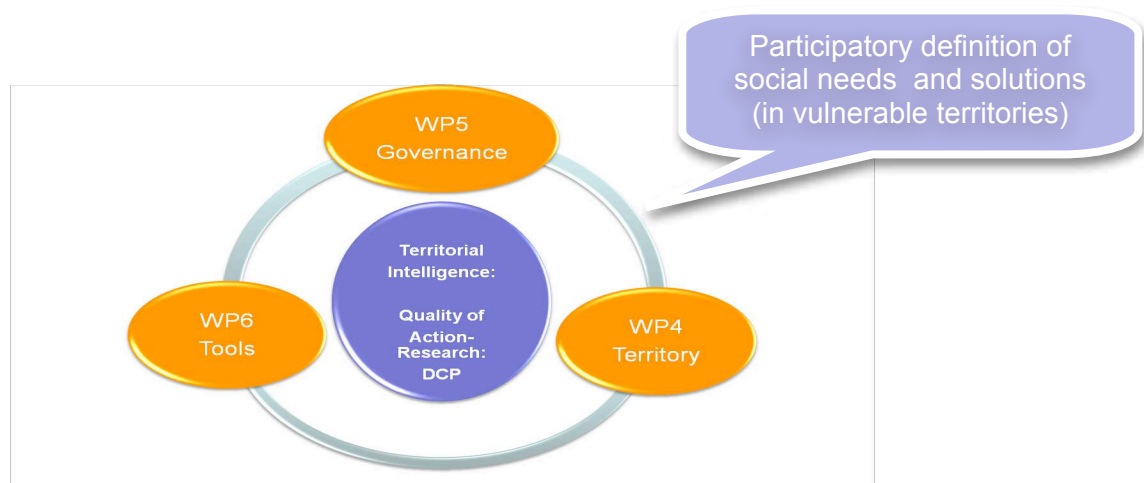 Participatory definition of
social needs and solutions
(in vulnerable territories)
WP5
Governance
Territorial
Intelligence:
Quality of
Action-
Research:
DCP
WP6
Tools
WP4
Territory